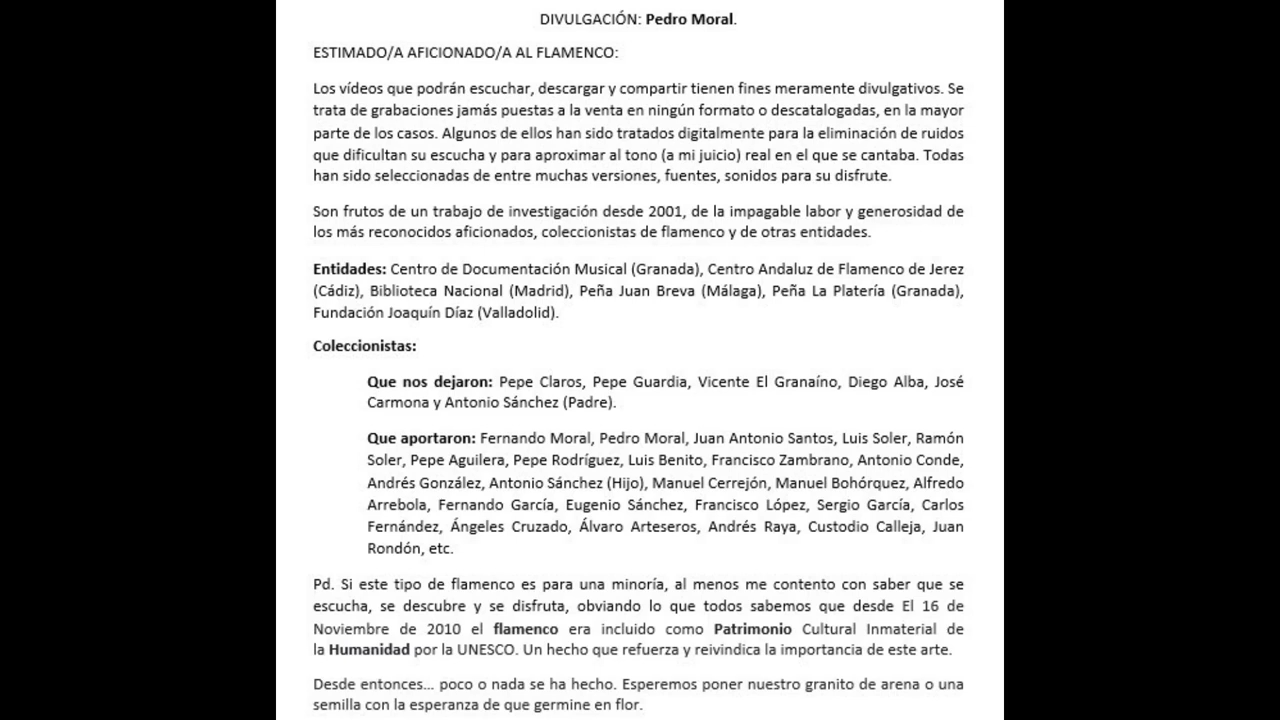 DIVULGACIÓN: Pedro Moral.
ESTIMADO/A AFICIONADO/A AL FLAMENCO:
Los vídeos que podrán escuchar, descargar y compartir tienen fines meramente divulgativos. Se
trata de grabaciones jamás puestas a la venta en ningún formato o descatalogadas, en la mayor
parte de los casos. Algunos de ellos han sido tratados digitalmente para la eliminación de ruidos
que dificultan su escucha y para aproximar al tono (a mi juicio) real en el que se cantaba. Todas
han sido seleccionadas de entre muchas versiones, fuentes, sonidos para su disfrute.
Son frutos de un trabajo de investigación desde 2001, de la impagable labor y generosidad de
los más reconocidos aficionados, coleccionistas de flamenco y de otras entidades.
Entidades: Centro de Documentación Musical (Granada), Centro Andaluz de Flamenco de Jerez
(Cádiz), Biblioteca Nacional (Madrid), Peña Juan Breva (Málaga), Peña La Platería (Granada),
Fundación Joaquín Díaz (Valladolid).
Coleccionistas:
Que nos dejaron: Pepe Claros, Pepe Guardia, Vicente El Granaíno, Diego Alba, José
Carmona y Antonio Sánchez (Padre).
Que aportaron: Fernando Moral, Pedro Moral, Juan Antonio Santos, Luis Soler, Ramón
Soler, Pepe Aguilera, Pepe Rodríguez, Luis Benito, Francisco Zambrano, Antonio Conde,
Andrés González, Antonio Sánchez (Hijo), Manuel Cerrejón, Manuel Bohórquez, Alfredo
Arrebola, Fernando García, Eugenio Sánchez, Francisco López, Sergio García, Carlos
Fernández, Ángeles Cruzado, Álvaro Arteseros, Andrés Raya, Custodio Calleja, Juan
Rondón, etc.
Pd. Si este tipo de flamenco es para una minoría, al menos me contento con saber que se
escucha, se descubre y se disfruta, obviando lo que todos sabemos que desde El 16 de
Noviembre de 2010 el flamenco era incluido como Patrimonio Cultural Inmaterial de
la Humanidad por la UNESCO. Un hecho que refuerza y reivindica la importancia de este arte.
Desde entonces... poco o nada se ha hecho. Esperemos poner nuestro granito de arena o una
semilla con la esperanza de que germine en flor.